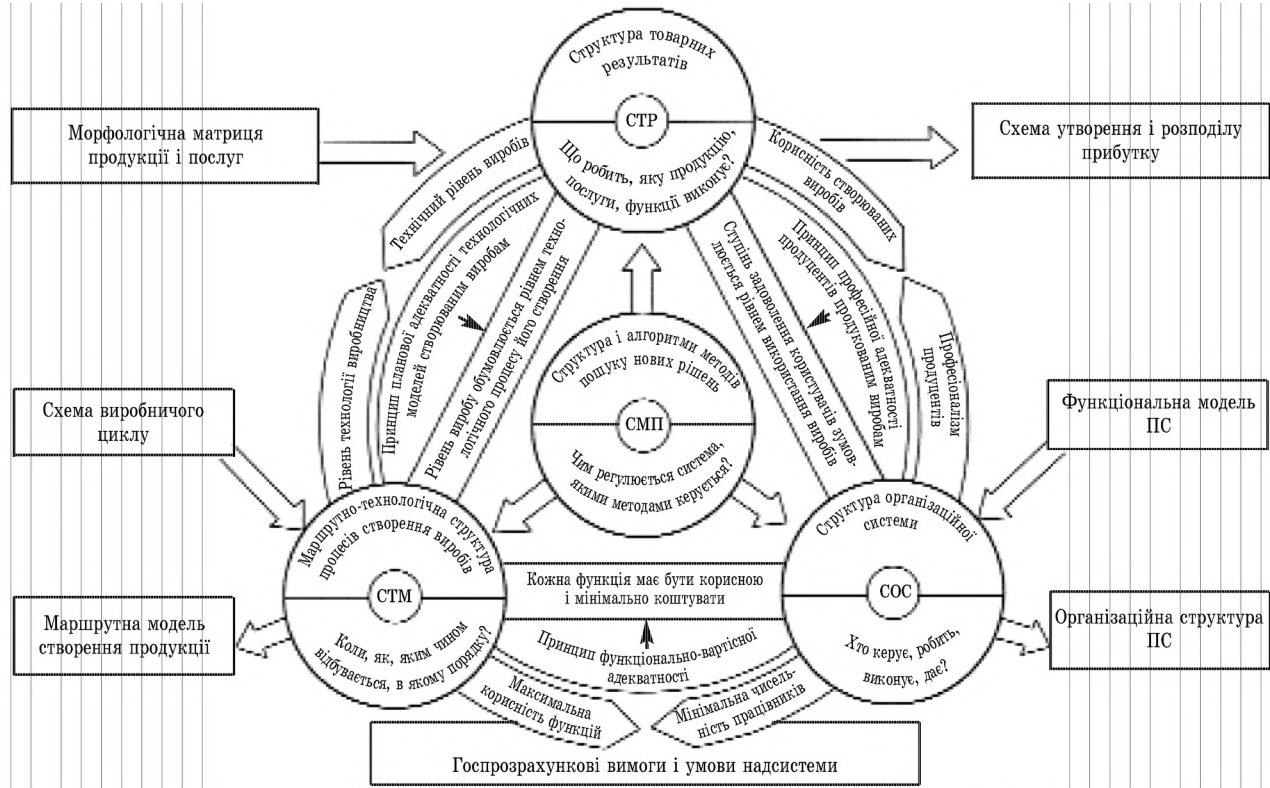 Структура товарних
результатів
СТР
Що робить, яку продукцію,
послуги, функції виконує?
Морфологічна матриця
продукції і послуг
Схема утворення і розподілу
прибутку
Технічний рівень виробів
Корисність створюваних
виробів
Рівень технології виробництва
Принцип планової адекватності технологічних
моделей створюваним виробам
Рівень виробу обумовлюється рівнем техно-
логічного процесу його створення
Ступінь задоволення користувачів зумов-
люється рівнем використання виробів
Принцип професійної адекватності
продуцентів продукованим виробам
Професіоналізм
продуцентів
Структура і алгоритми методів
пошуку нових рішень
СМП
Чим регулюється система,
якими методами керується?
Схема виробничого
циклу
Функціональна модель
ПС
Маршрутно-технологічна структура
процесів створення виробів
СТМ
Коли, як, яким чином
відбувається, в якому порядку?
Структура організаційної
системи
СОС
Хто керує, робить,
виконує, дає?
Кожна функція має бути корисною
і мінімально коштувати
Маршрутна модель
створення продукції
Організаційна структура
ПС
Принцип функціонально-вартісної
адекватності
Максимальна
корисність функцій
Мінімальна чисель-
ність працівників
Госпрозрахункові вимоги і умови надсистеми